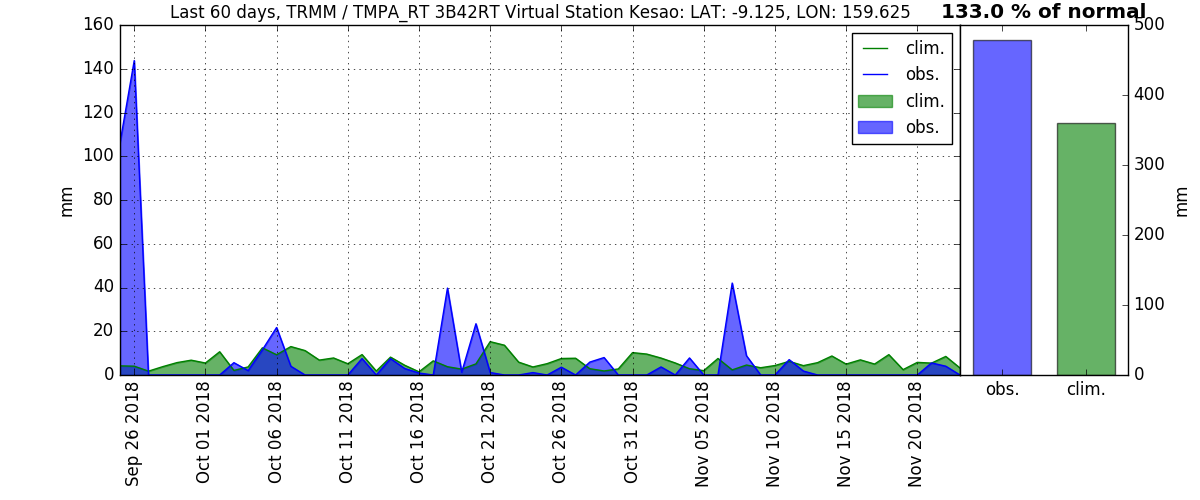 Last 60 days, TRMM / TMPA_RT 3B42RT Virtual Station Kesao: LAT: -9.125, LON: 159.625
133.0 % of normal
160
140
120
100
80
60
40
20
0
mm
clim.
obs.
clim.
obs.
500
400
300
200
100
0
mm
Sep 26 2018
Oct 01 2018
Oct 06 2018
Oct 11 2018
Oct 16 2018
Oct 21 2018
Oct 26 2018
Oct 31 2018
Nov 05 2018
Nov 10 2018
Nov 15 2018
Nov 20 2018
obs.
clim.